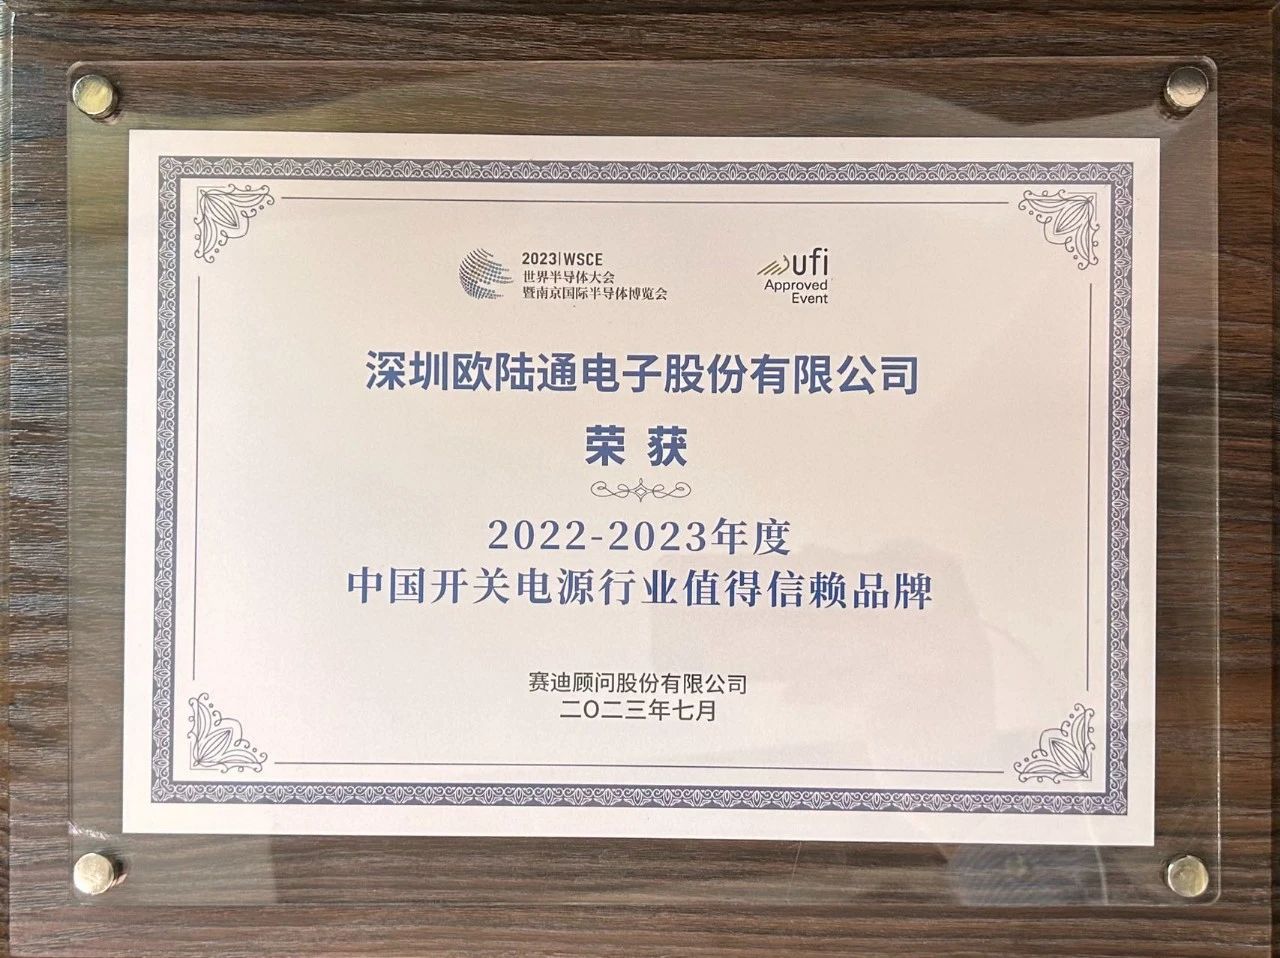 2023|WSCE
世界半导体大会
暨南京国际半导体博览会
ufi
Approved
Event
深圳欧陆通电子股份有限公司
荣获
2022-2023年度
中国开关电源行业值得信赖品牌
赛迪顾问股份有限公司
二〇二三年七月